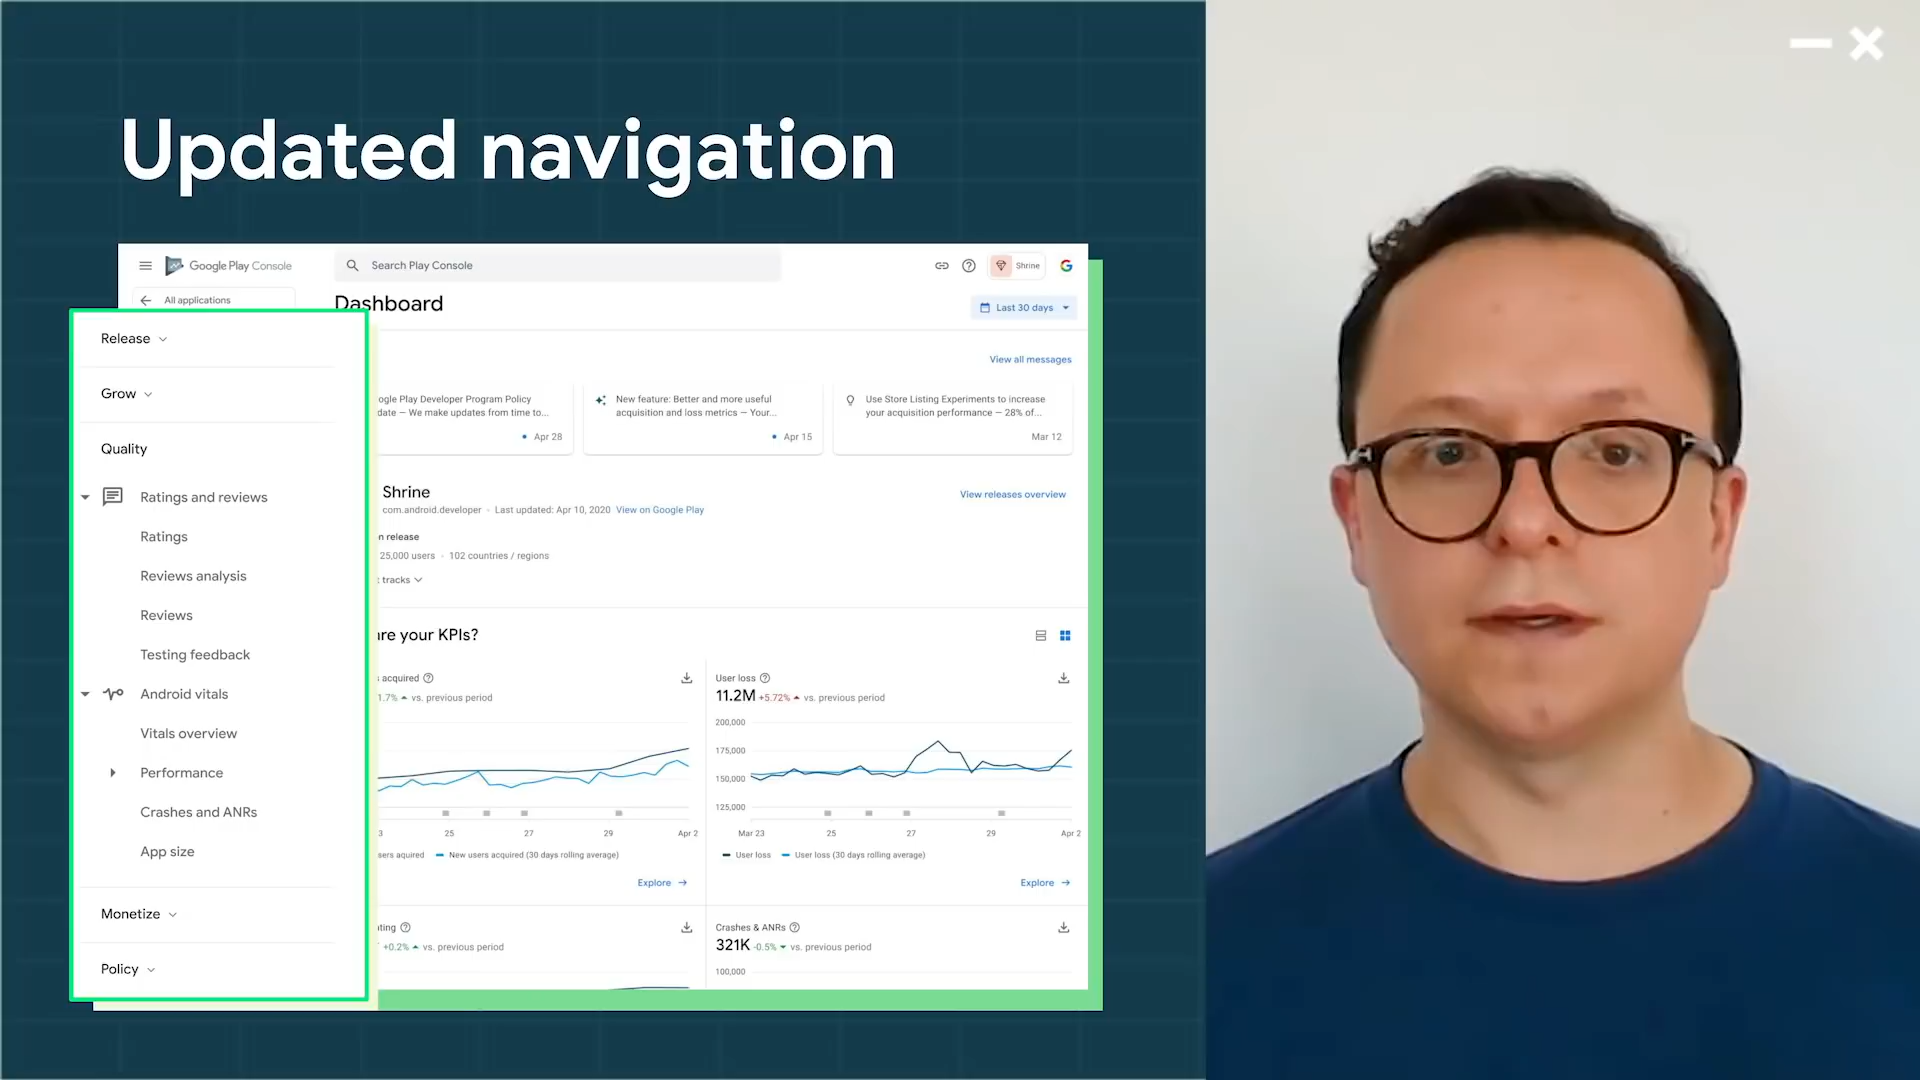 Updated navigation
Google Play Console
Search Play Console
Shrine
All applications
Dashboard
Last 30 days
Release
Grow
Quality
Ratings and reviews
Ratings
Reviews analysis
Reviews
Testing feedback
Android vitals
Vitals overview
Performance
Crashes and ANRs
App size
Monetize
Policy
View all messages
ogle Play Developer Program Policy
date — We make updates from time to...
Apr 28
New feature: Better and more useful
acquisition and loss metrics — Your...
Apr 15
Use Store Listing Experiments to increase
your acquisition performance — 28% of...
Mar 12
Shrine
View releases overview
com.android.developer · Last updated: Apr 10, 2020 View on Google Play
n release
25,000 users · 102 countries / regions
tracks
re your KPIs?
acquired
1.7% vs. previous period
3 25 27 29 Apr 2
sers aquired New users acquired (30 days rolling average)
Explore
User loss
11.2M +5.72% vs. previous period
200,000
175,000
150,000
125,000
Mar 23 25 27 29 Apr 2
User loss User loss (30 days rolling average)
Explore
ting
+0.2% vs. previous period
Crashes & ANRs
321K -0.5% vs. previous period
100,000